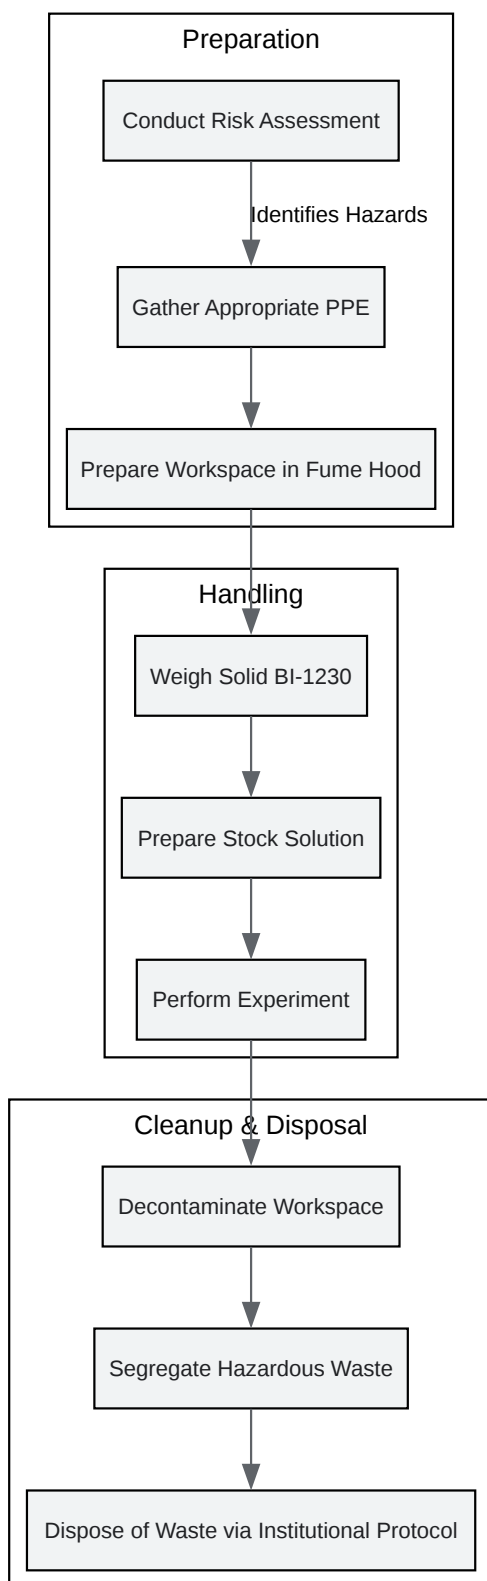 Preparation
Conduct Risk Assessment
Identifies Hazards
Gather Appropriate PPE
Prepare Workspace in Fume Hood
Handling
Weigh Solid BI-1230
Prepare Stock Solution
Perform Experiment
Cleanup & Disposal
Decontaminate Workspace
Segregate Hazardous Waste
Dispose of Waste via Institutional Protocol